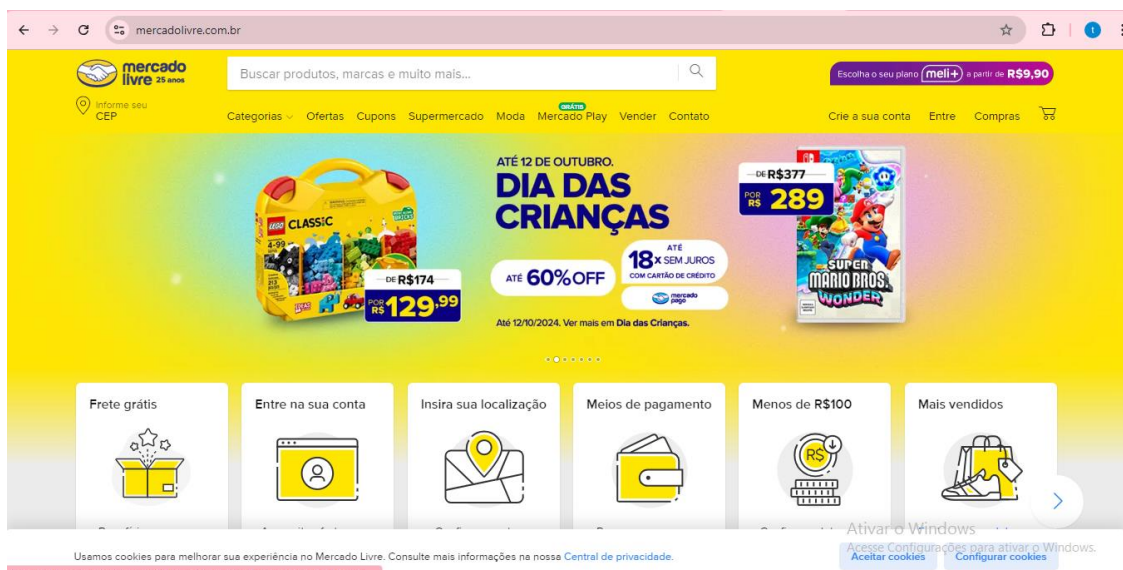 mercadolivre.com.br
mercado
livre 25 anos
Buscar produtos, marcas e muito mais...
Escolha o seu plano meli+ a partir de R$9,90
Informe seu
CEP
GRÁTIS
Categorias Ofertas Cupons Supermercado Moda Mercado Play Vender Contato
Crie a sua conta Entre Compras
ATÉ 12 DE OUTUBRO.
DIA DAS
CRIANÇAS
ATÉ 60% OFF
ATÉ
18x SEM JUROS
COM CARTÃO DE CRÉDITO
mercado
pago
Até 12/10/2024. Ver mais em Dia das Crianças.
LEGO CLASSIC
4-99
213
DE R$174
POR
R$ 129,99
DE R$377
POR
R$ 289
SUPER
MARIO BROS.
WONDER
Frete grátis
Entre na sua conta
Insira sua localização
Meios de pagamento
Menos de R$100
R$
Mais vendidos
Ativar o Windows
Acesse Configurações para ativar o Windows.
Usamos cookies para melhorar sua experiência no Mercado Livre. Consulte mais informações na nossa Central de privacidade.
Aceitar cookies
Configurar cookies